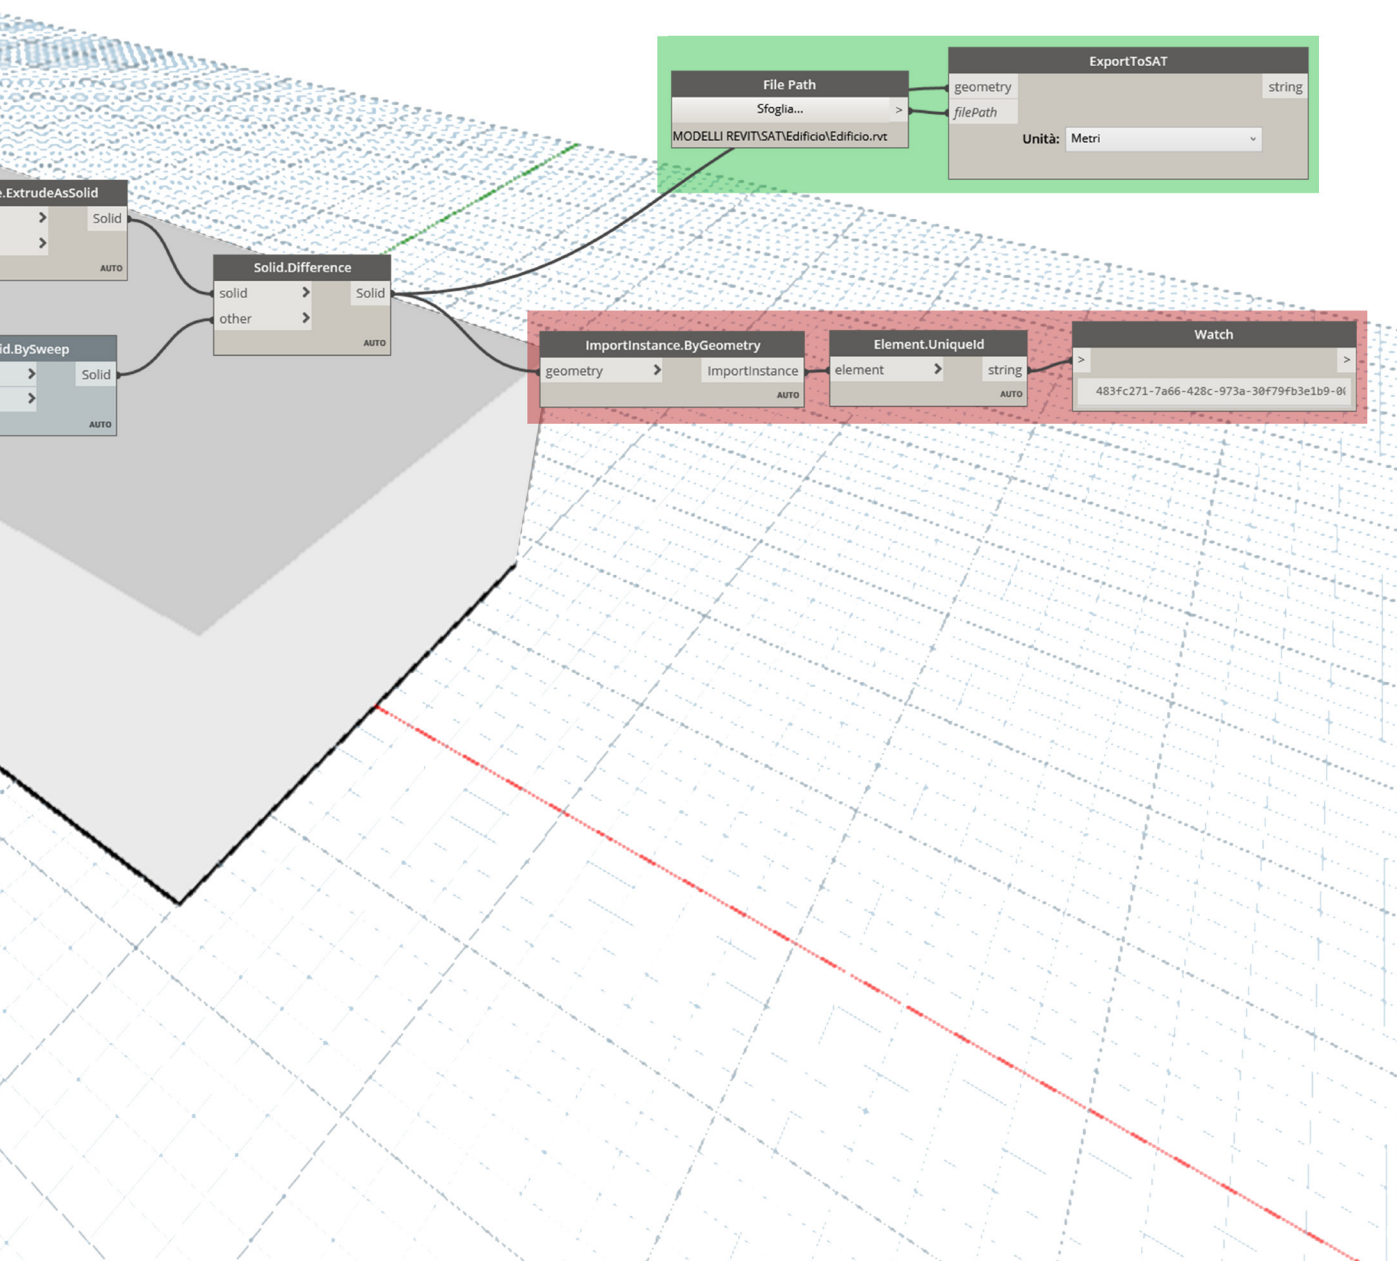 File Path
Sfoglia...
>
MODELLI REVIT\SAT\Edificio\Edificio.rvt
ExportToSAT
geometry
string
filePath
Unità:
Metri
.ExtrudeAsSolid
Solid
AUTO
Solid.Difference
solid
Solid
other
AUTO
id.BySweep
Solid
AUTO
ImportInstance.ByGeometry
geometry
ImportInstance
AUTO
Element.UniqueId
element
string
AUTO
Watch
>
>
483fc271-7a66-428c-973a-30f79fb3e1b9-0